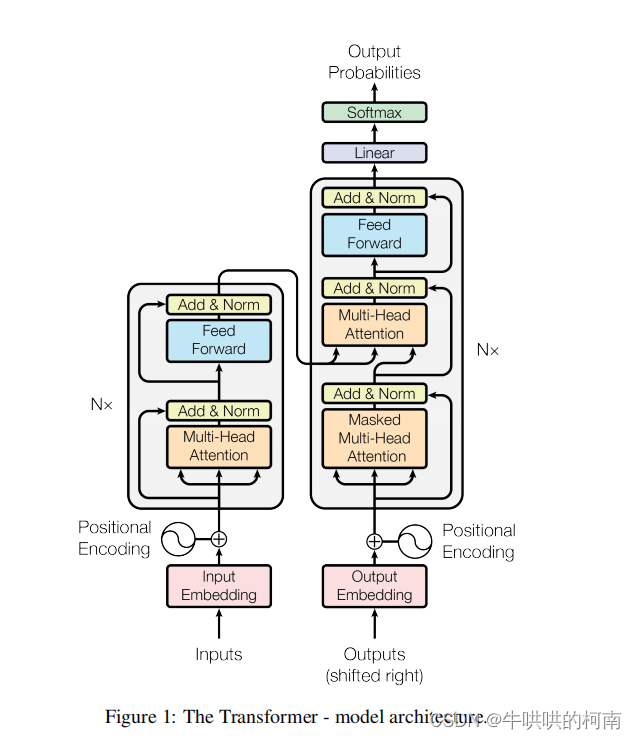 Output
Probabilities
Softmax
Linear
Add & Norm
Feed
Forward
Add & Norm
Multi-Head
Attention
Add & Norm
Masked
Multi-Head
Attention
N×
Add & Norm
Feed
Forward
Add & Norm
Multi-Head
Attention
N×
Positional
Encoding
Positional
Encoding
Input
Embedding
Output
Embedding
Inputs
Outputs
(shifted right)
Figure 1: The Transformer - model architecture.
CSDN @牛哄哄的柯南